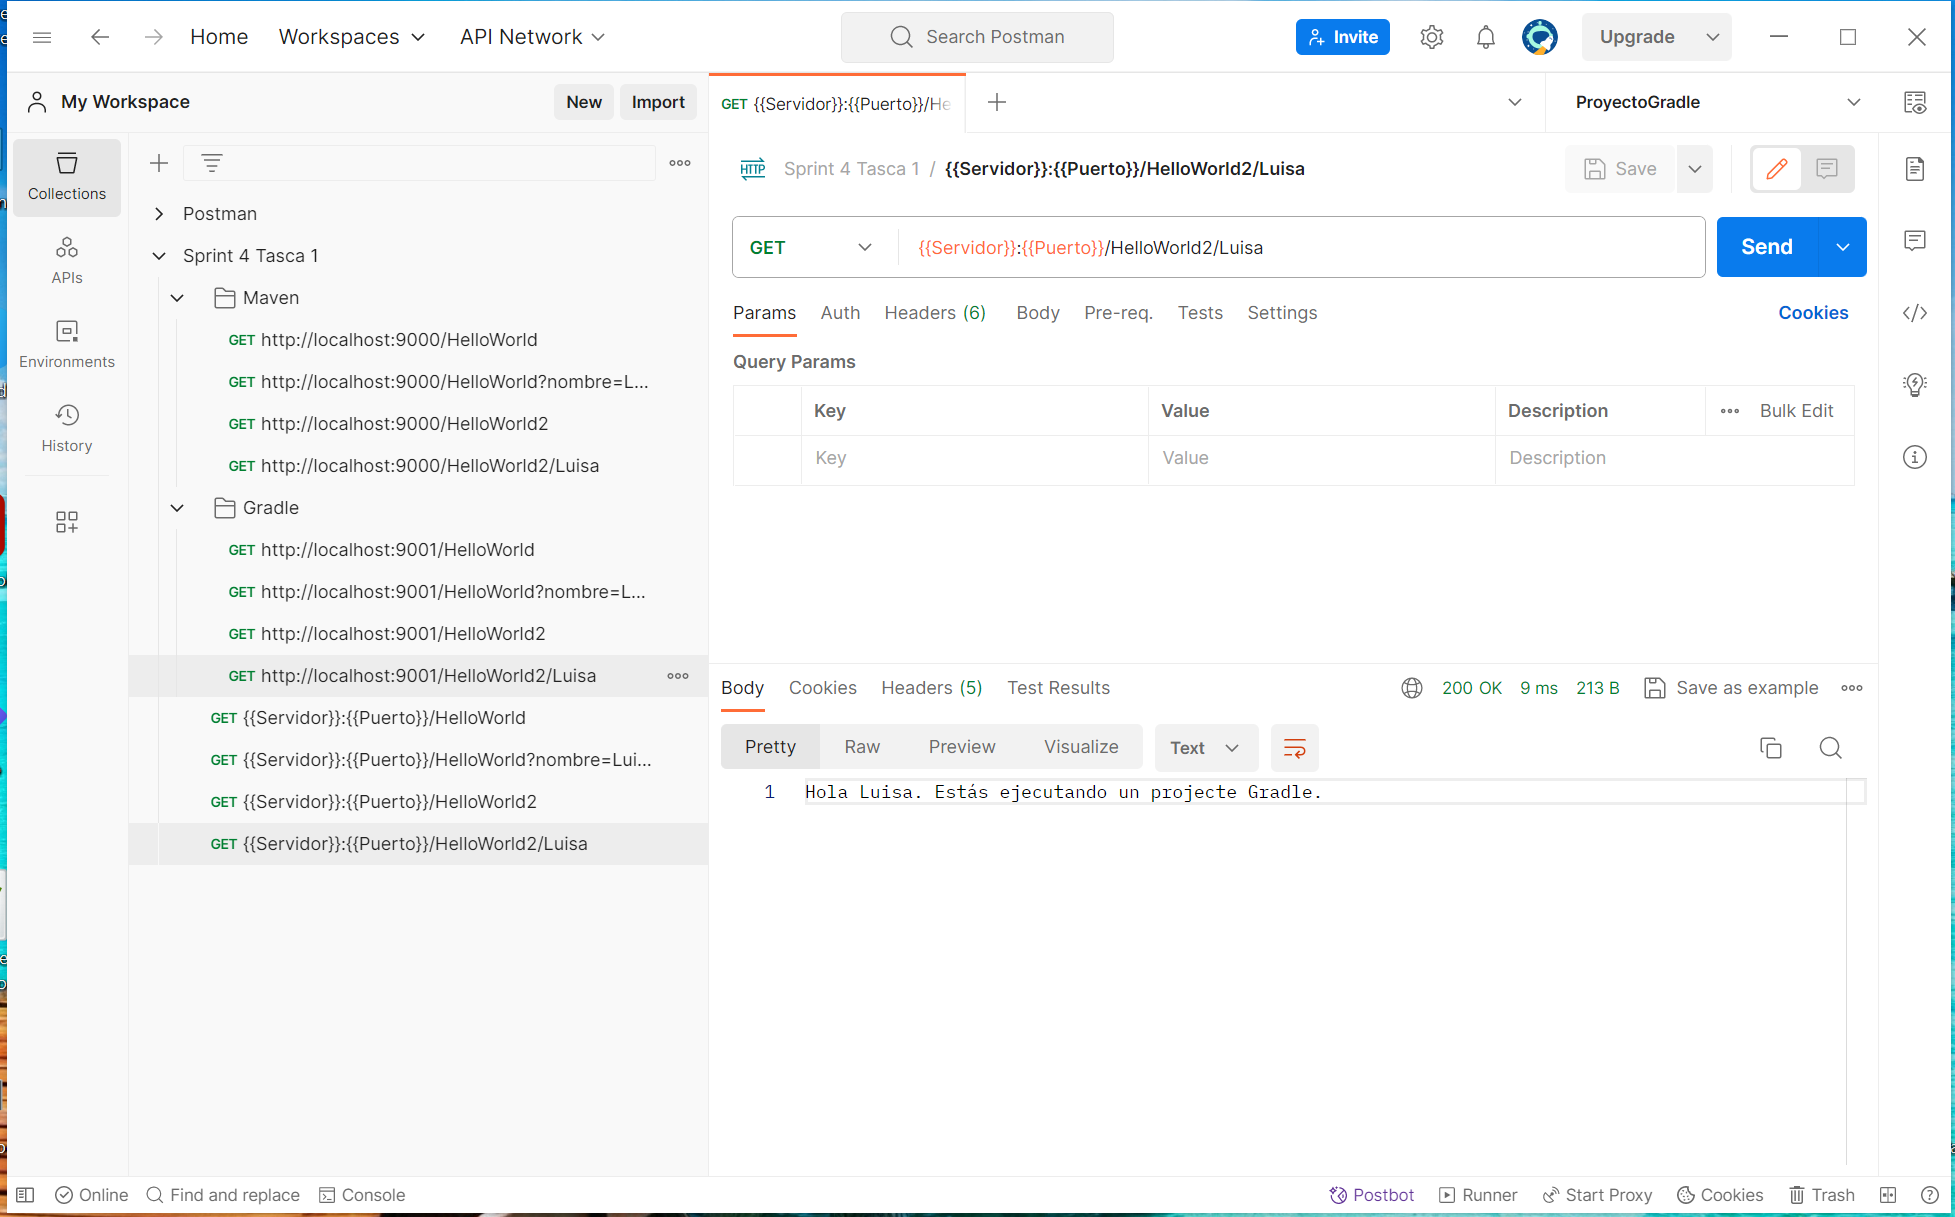 Home Workspaces API Network Search Postman Invite Upgrade
My Workspace New Import GET {{Servidor}}:{{Puerto}}/He ProyectoGradle
Collections
APIs
Environments
History
Postman
Sprint 4 Tasca 1
Maven
GET http://localhost:9000/HelloWorld
GET http://localhost:9000/HelloWorld?nombre=L...
GET http://localhost:9000/HelloWorld2
GET http://localhost:9000/HelloWorld2/Luisa
Gradle
GET http://localhost:9001/HelloWorld
GET http://localhost:9001/HelloWorld?nombre=L...
GET http://localhost:9001/HelloWorld2
GET http://localhost:9001/HelloWorld2/Luisa
GET {{Servidor}}:{{Puerto}}/HelloWorld
GET {{Servidor}}:{{Puerto}}/HelloWorld?nombre=Lui...
GET {{Servidor}}:{{Puerto}}/HelloWorld2
GET {{Servidor}}:{{Puerto}}/HelloWorld2/Luisa
HTTP Sprint 4 Tasca 1 / {{Servidor}}:{{Puerto}}/HelloWorld2/Luisa Save
GET {{Servidor}}:{{Puerto}}/HelloWorld2/Luisa Send
Params Auth Headers (6) Body Pre-req. Tests Settings Cookies
Query Params
Key Value Description Bulk Edit
Key Value Description
Body Cookies Headers (5) Test Results 200 OK 9 ms 213 B Save as example
Pretty Raw Preview Visualize Text
1 Hola Luisa. Estás ejecutando un projecte Gradle.
Online Find and replace Console Postbot Runner Start Proxy Cookies Trash